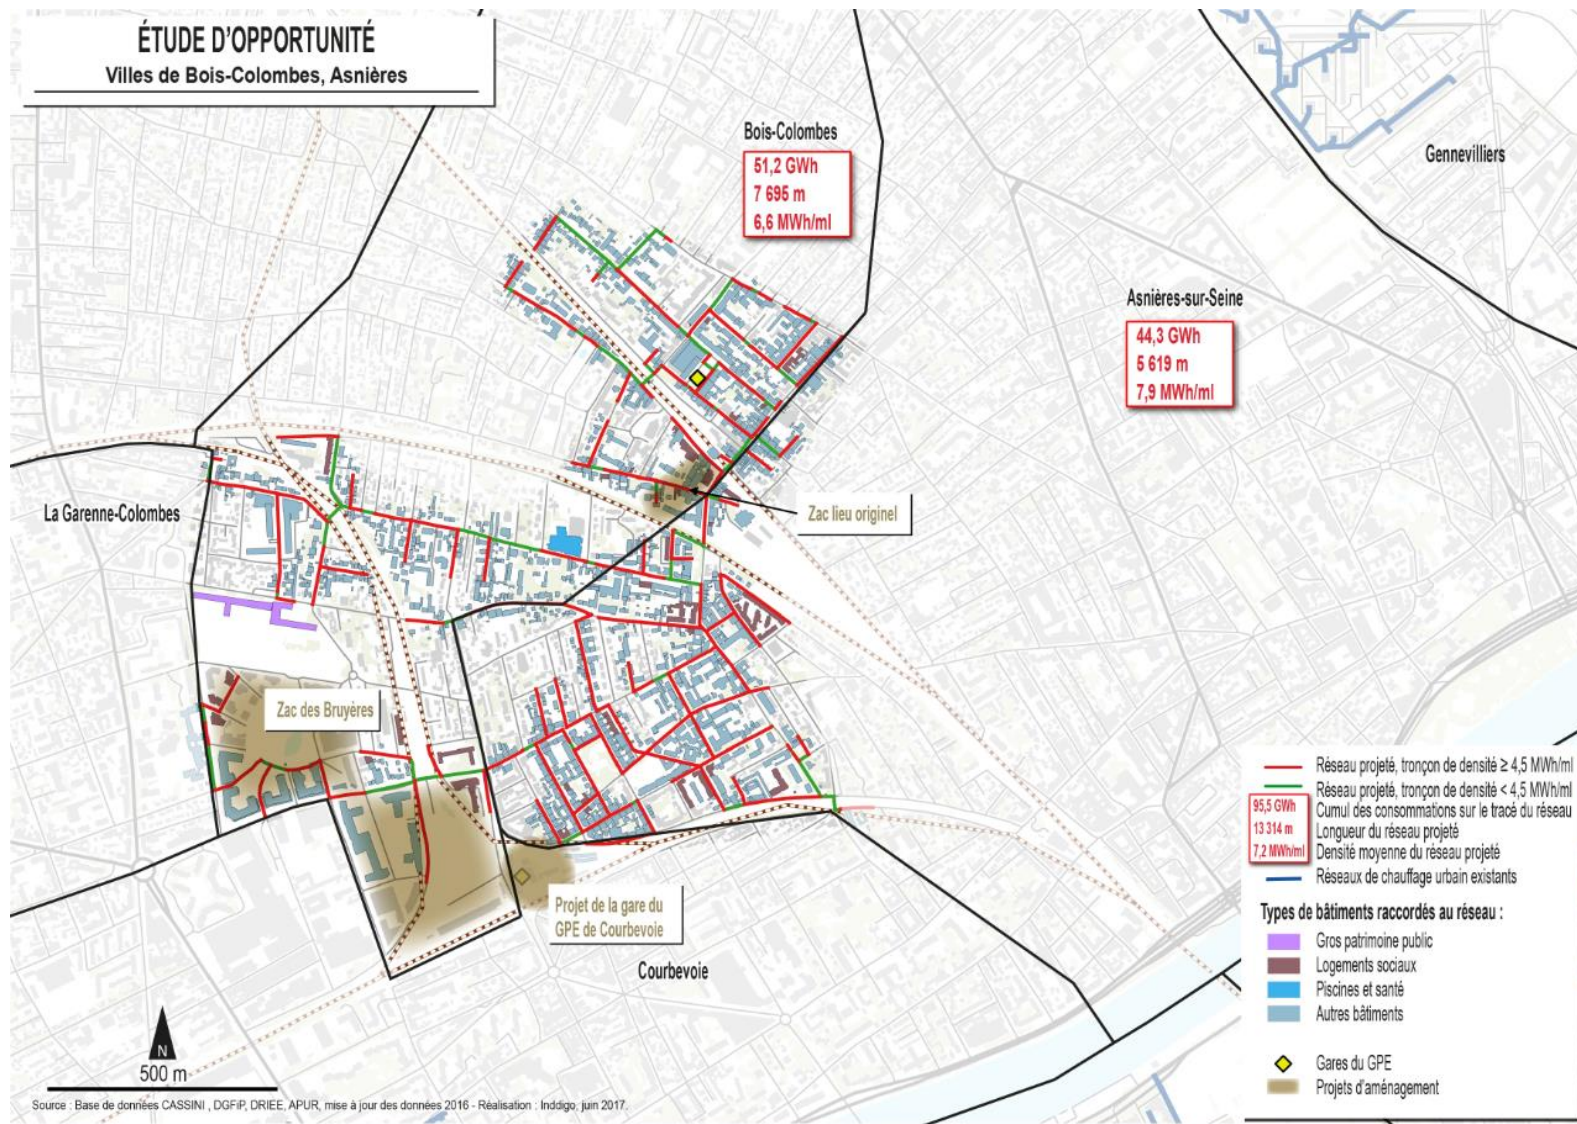 ÉTUDE D'OPPORTUNITÉ
Villes de Bois-Colombes, Asnières
Bois-Colombes
51,2 GWh
7 695 m
6,6 MWh/ml
Gennevilliers
Asnières-sur-Seine
44,3 GWh
5 619 m
7,9 MWh/ml
La Garenne-Colombes
Zac lieu originel
Zac des Bruyères
Projet de la gare du
GPE de Courbevoie
Courbevoie
Réseau projeté, tronçon de densité ≥ 4,5 MWh/ml
Réseau projeté, tronçon de densité < 4,5 MWh/ml
95,5 GWh Cumul des consommations sur le tracé du réseau
13 314 m Longueur du réseau projeté
7,2 MWh/ml Densité moyenne du réseau projeté
Réseaux de chauffage urbain existants
Types de bâtiments raccordés au réseau :
Gros patrimoine public
Logements sociaux
Piscines et santé
Autres bâtiments
Gares du GPE
Projets d'aménagement
N
500 m
Source : Base de données CASSINI , DGFiP, DRIEE, APUR, mise à jour des données 2016 - Réalisation : Inddigo, juin 2017.